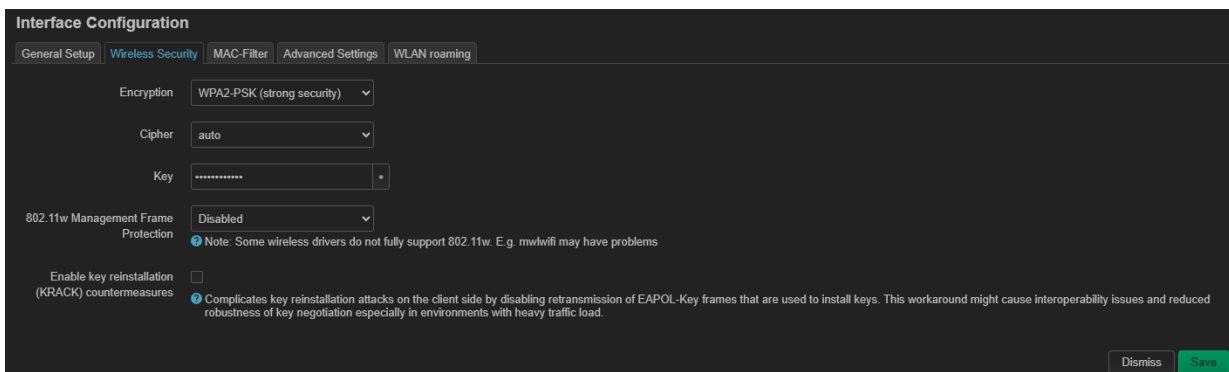 Interface Configuration
General Setup Wireless Security MAC-Filter Advanced Settings WLAN roaming
Encryption WPA2-PSK (strong security)
Cipher auto
Key ••••••••••••
802.11w Management Frame
Protection
Disabled
Note: Some wireless drivers do not fully support 802.11w. E.g. mwlwifi may have problems
Enable key reinstallation
(KRACK) countermeasures
Complicates key reinstallation attacks on the client side by disabling retransmission of EAPOL-Key frames that are used to install keys. This workaround might cause interoperability issues and reduced
robustness of key negotiation especially in environments with heavy traffic load.
Dismiss Save